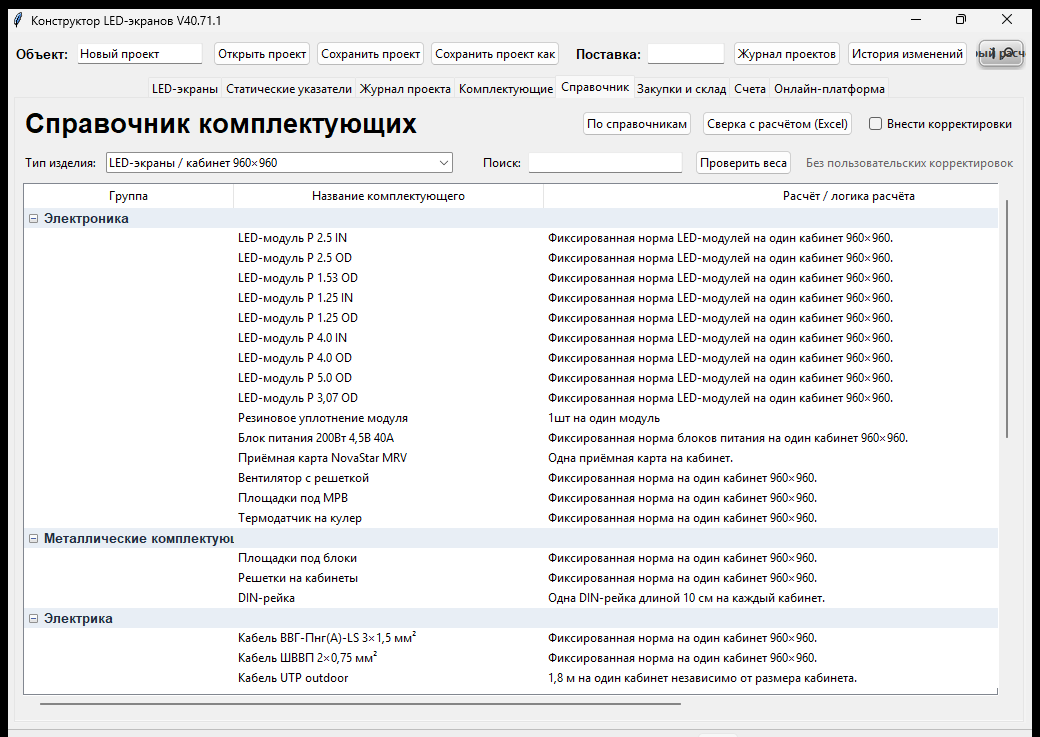 Конструктор LED-экранов V40.71.1
Объект: Новый проект Открыть проект Сохранить проект Сохранить проект как Поставка: Журнал проектов История изменений
LED-экраны Статические указатели Журнал проекта Комплектующие Справочник Закупки и склад Счета Онлайн-платформа
Справочник комплектующих По справочникам Сверка с расчётом (Excel) Внести корректировки
Тип изделия: LED-экраны / кабинет 960×960 Поиск: Проверить веса Без пользовательских корректировок
Группа Название комплектующего Расчёт / логика расчёта
Электроника
LED-модуль P 2.5 IN Фиксированная норма LED-модулей на один кабинет 960×960.
LED-модуль P 2.5 OD Фиксированная норма LED-модулей на один кабинет 960×960.
LED-модуль P 1.53 OD Фиксированная норма LED-модулей на один кабинет 960×960.
LED-модуль P 1.25 IN Фиксированная норма LED-модулей на один кабинет 960×960.
LED-модуль P 1.25 OD Фиксированная норма LED-модулей на один кабинет 960×960.
LED-модуль P 4.0 IN Фиксированная норма LED-модулей на один кабинет 960×960.
LED-модуль P 4.0 OD Фиксированная норма LED-модулей на один кабинет 960×960.
LED-модуль P 5.0 OD Фиксированная норма LED-модулей на один кабинет 960×960.
LED-модуль P 3,07 OD Фиксированная норма LED-модулей на один кабинет 960×960.
Резиновое уплотнение модуля 1шт на один модуль
Блок питания 200Вт 4,5В 40А Фиксированная норма блоков питания на один кабинет 960×960.
Приёмная карта NovaStar MRV Одна приёмная карта на кабинет.
Вентилятор с решеткой Фиксированная норма на один кабинет 960×960.
Площадки под МРВ Фиксированная норма на один кабинет 960×960.
Термодатчик на кулер Фиксированная норма на один кабинет 960×960.
Металлические комплектую
Площадки под блоки Фиксированная норма на один кабинет 960×960.
Решетки на кабинеты Фиксированная норма на один кабинет 960×960.
DIN-рейка Одна DIN-рейка длиной 10 см на каждый кабинет.
Электрика
Кабель ВВГ-Пнг(А)-LS 3×1,5 мм² Фиксированная норма на один кабинет 960×960.
Кабель ШВВП 2×0,75 мм² Фиксированная норма на один кабинет 960×960.
Кабель UTP outdoor 1,8 м на один кабинет независимо от размера кабинета.